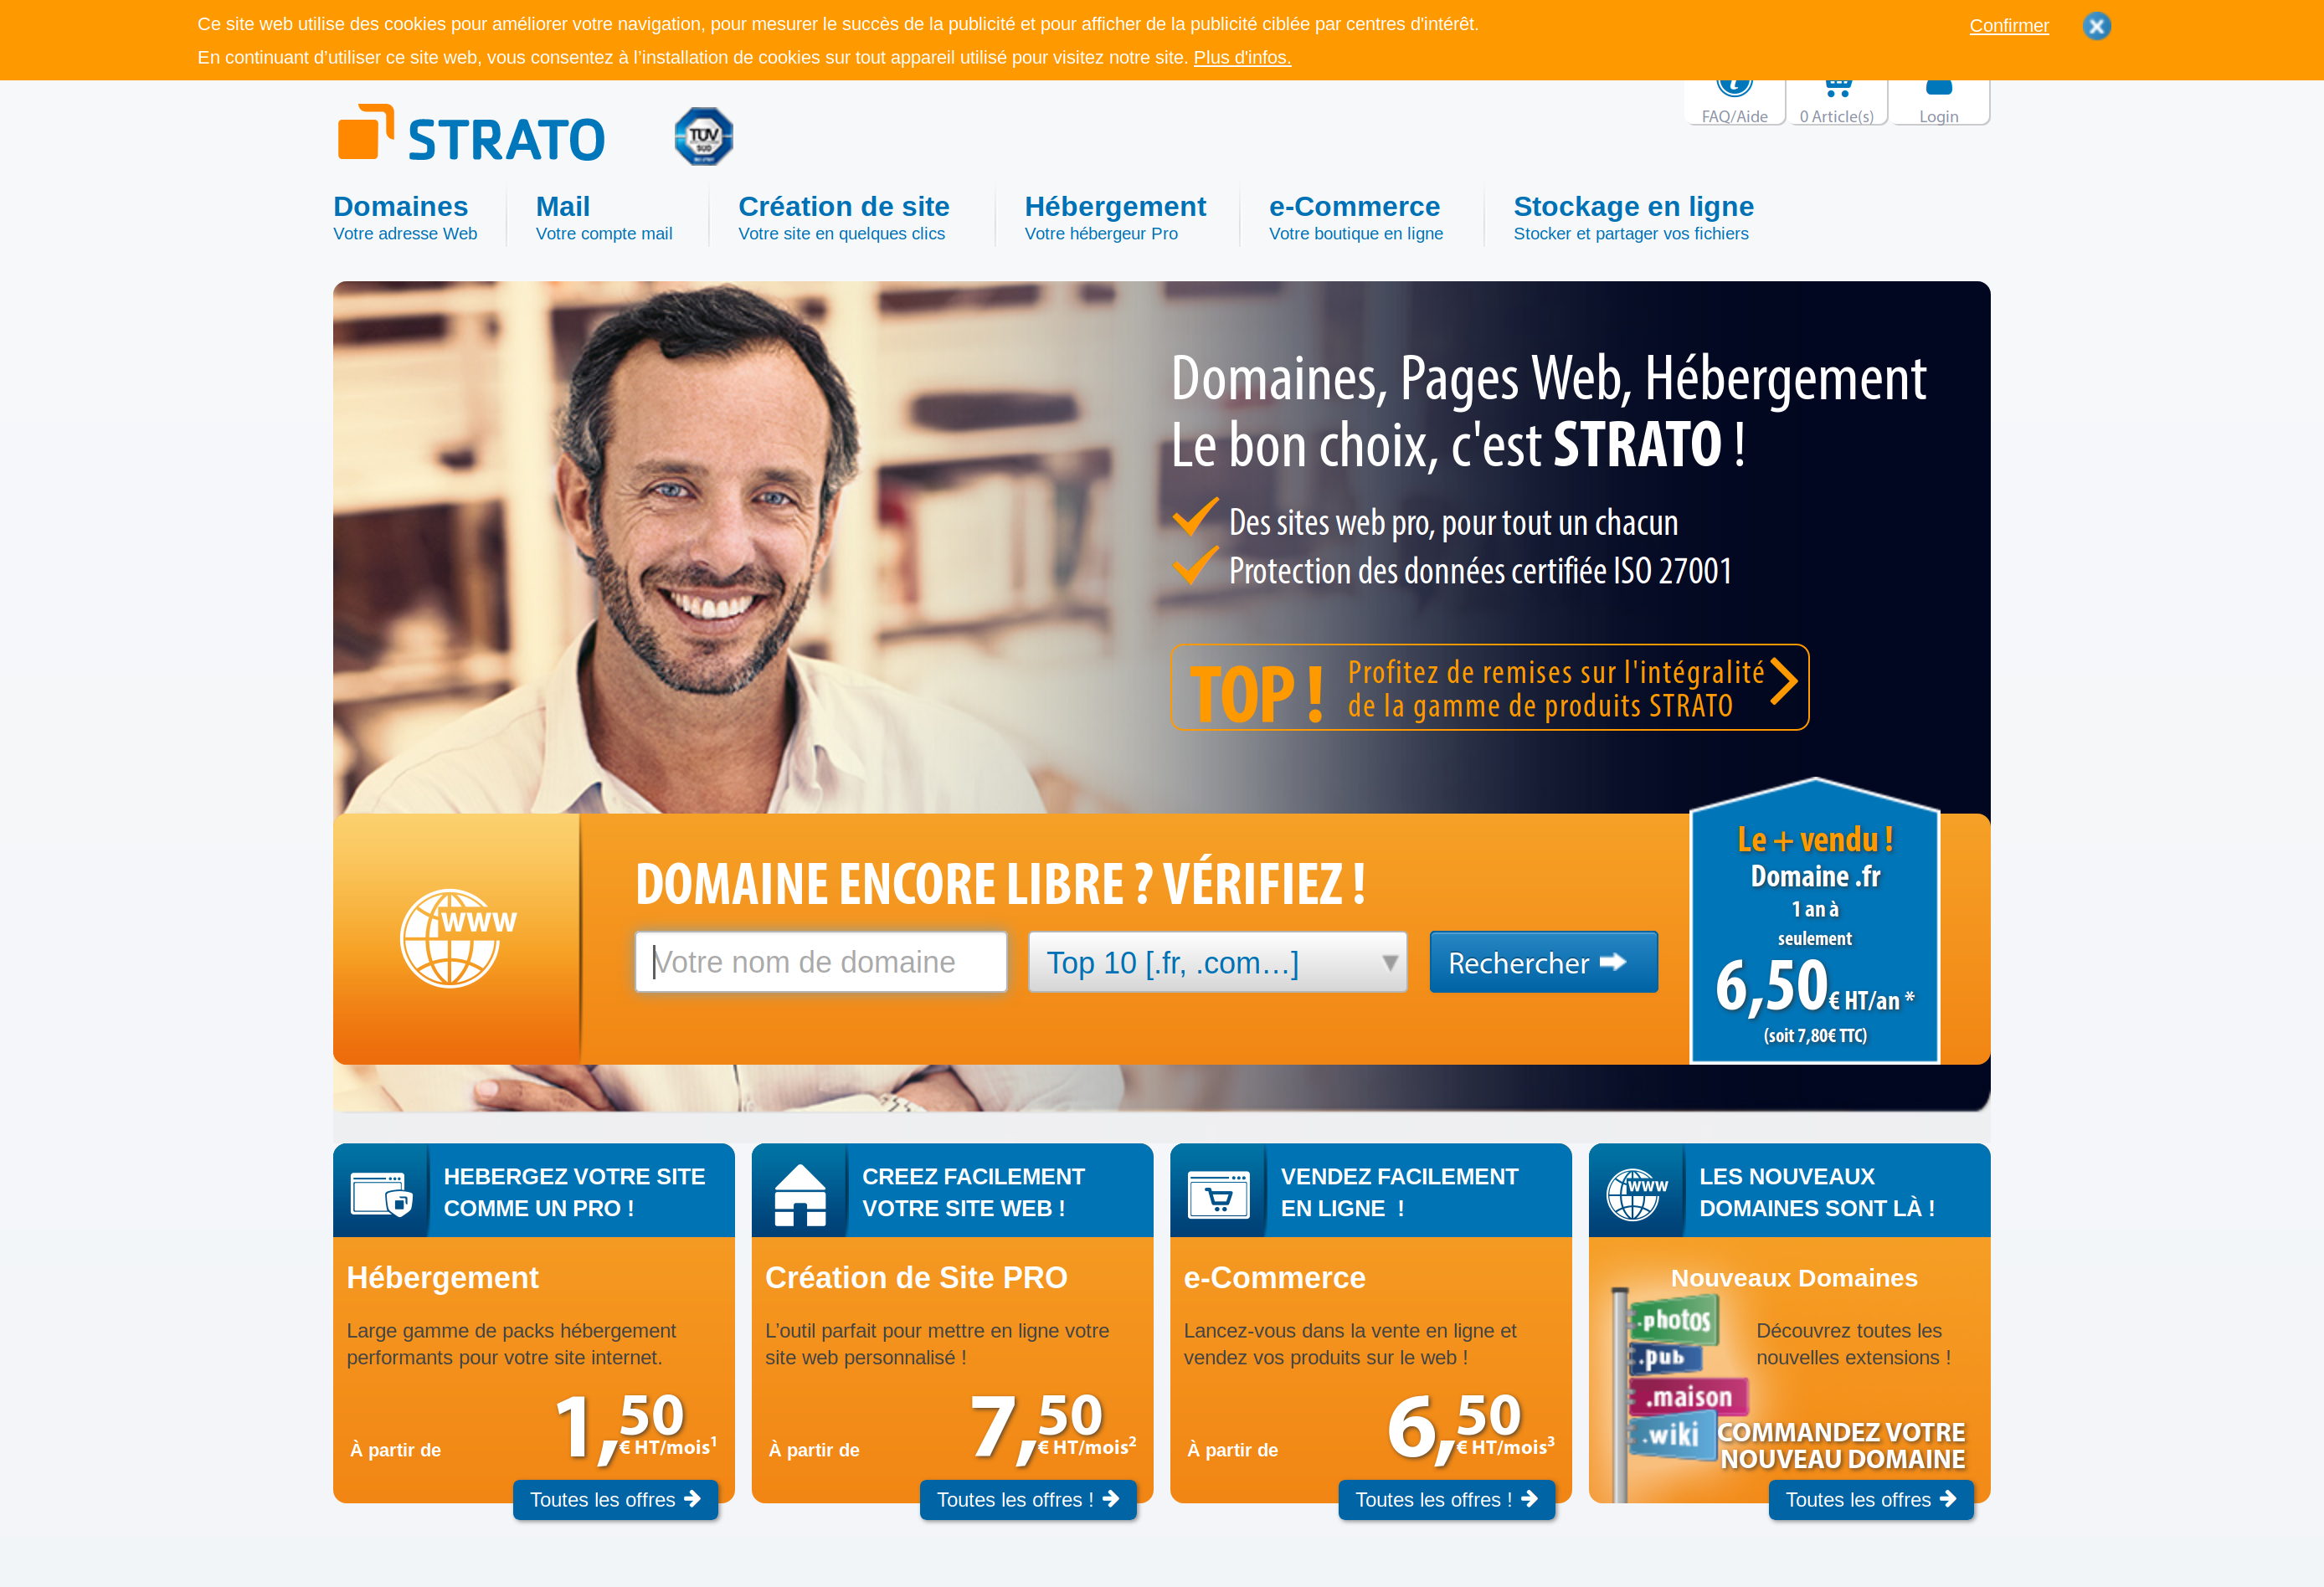 Ce site web utilise des cookies pour améliorer votre navigation, pour mesurer le succès de la publicité et pour afficher de la publicité ciblée par centres d'intérêt.
En continuant d’utiliser ce site web, vous consentez à l’installation de cookies sur tout appareil utilisé pour visitez notre site. Plus d'infos.
Confirmer
FAQ/Aide
0 Article(s)
Login
STRATO
TÜV
SÜD
Domaines
Votre adresse Web
Mail
Votre compte mail
Création de site
Votre site en quelques clics
Hébergement
Votre hébergeur Pro
e-Commerce
Votre boutique en ligne
Stockage en ligne
Stocker et partager vos fichiers
Domaines, Pages Web, Hébergement
Le bon choix, c'est STRATO !
Des sites web pro, pour tout un chacun
Protection des données certifiée ISO 27001
TOP !
Profitez de remises sur l'intégralité
de la gamme de produits STRATO
www
DOMAINE ENCORE LIBRE ? VÉRIFIEZ !
Votre nom de domaine
Top 10 [.fr, .com…]
Rechercher
Le + vendu !
Domaine .fr
1 an à
seulement
6,50€ HT/an *
(soit 7,80€ TTC)
HEBERGEZ VOTRE SITE
COMME UN PRO !
Hébergement
Large gamme de packs hébergement
performants pour votre site internet.
À partir de
1,50
€ HT/mois1
Toutes les offres
CREEZ FACILEMENT
VOTRE SITE WEB !
Création de Site PRO
L’outil parfait pour mettre en ligne votre
site web personnalisé !
À partir de
7,50
€ HT/mois2
Toutes les offres !
VENDEZ FACILEMENT
EN LIGNE !
e-Commerce
Lancez-vous dans la vente en ligne et
vendez vos produits sur le web !
À partir de
6,50
€ HT/mois3
Toutes les offres !
www
LES NOUVEAUX
DOMAINES SONT LÀ !
Nouveaux Domaines
.photos
.pub
.maison
.wiki
Découvrez toutes les
nouvelles extensions !
COMMANDEZ VOTRE
NOUVEAU DOMAINE
Toutes les offres